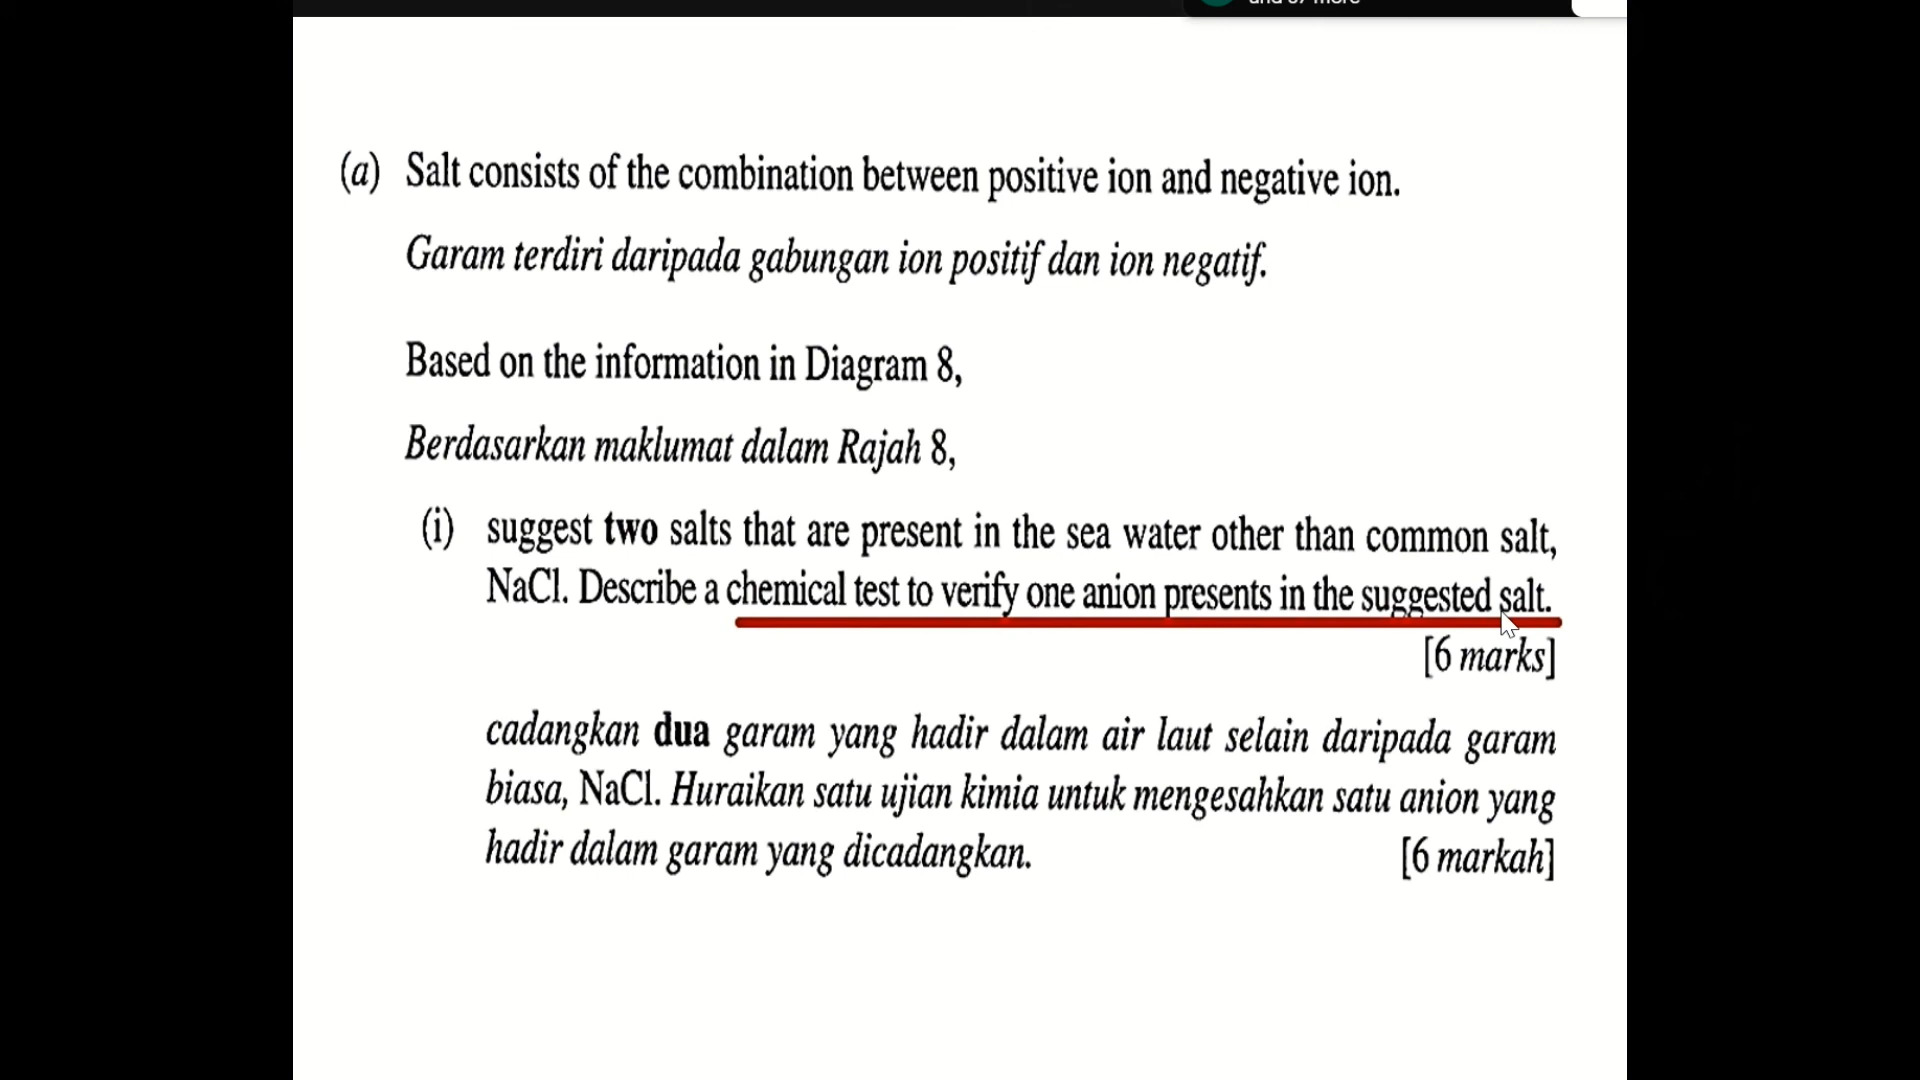 (a) Salt consists of the combination between positive ion and negative ion.
Garam terdiri daripada gabungan ion positif dan ion negatif.
Based on the information in Diagram 8,
Berdasarkan maklumat dalam Rajah 8,
(i) suggest two salts that are present in the sea water other than common salt,
NaCl. Describe a chemical test to verify one anion presents in the suggested salt.
[6 marks]
cadangkan dua garam yang hadir dalam air laut selain daripada garam
biasa, NaCl. Huraikan satu ujian kimia untuk mengesahkan satu anion yang
hadir dalam garam yang dicadangkan. [6 markah]